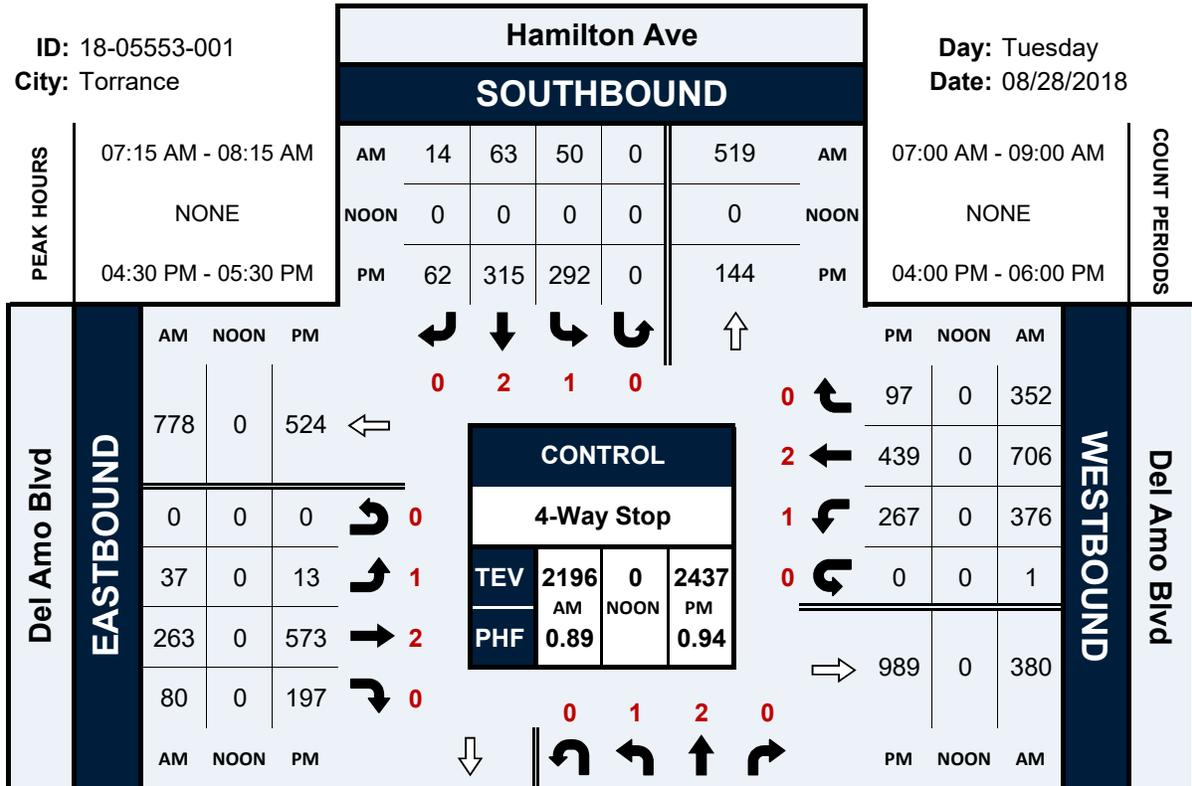 Hamilton Ave
ID: 18-05553-001
City: Torrance
Day: Tuesday
Date: 08/28/2018
SOUTHBOUND
PEAK HOURS
07:15 AM - 08:15 AM
NONE
04:30 PM - 05:30 PM
AM 14 63 50 0 519 AM
NOON 0 0 0 0 0 NOON
PM 62 315 292 0 144 PM
07:00 AM - 09:00 AM
NONE
04:00 PM - 06:00 PM
COUNT PERIODS
0 2 1 0
Del Amo Blvd
EASTBOUND
AM NOON PM
778 0 524
0 0 0 0
37 0 13 1
263 0 573 2
80 0 197 0
AM NOON PM
CONTROL
4-Way Stop
TEV 2196 0 2437
AM NOON PM
PHF 0.89 0.94
PM NOON AM
0 97 0 352
2 439 0 706
1 267 0 376
0 0 0 1
989 0 380
PM NOON AM
WESTBOUND
Del Amo Blvd
0 1 2 0